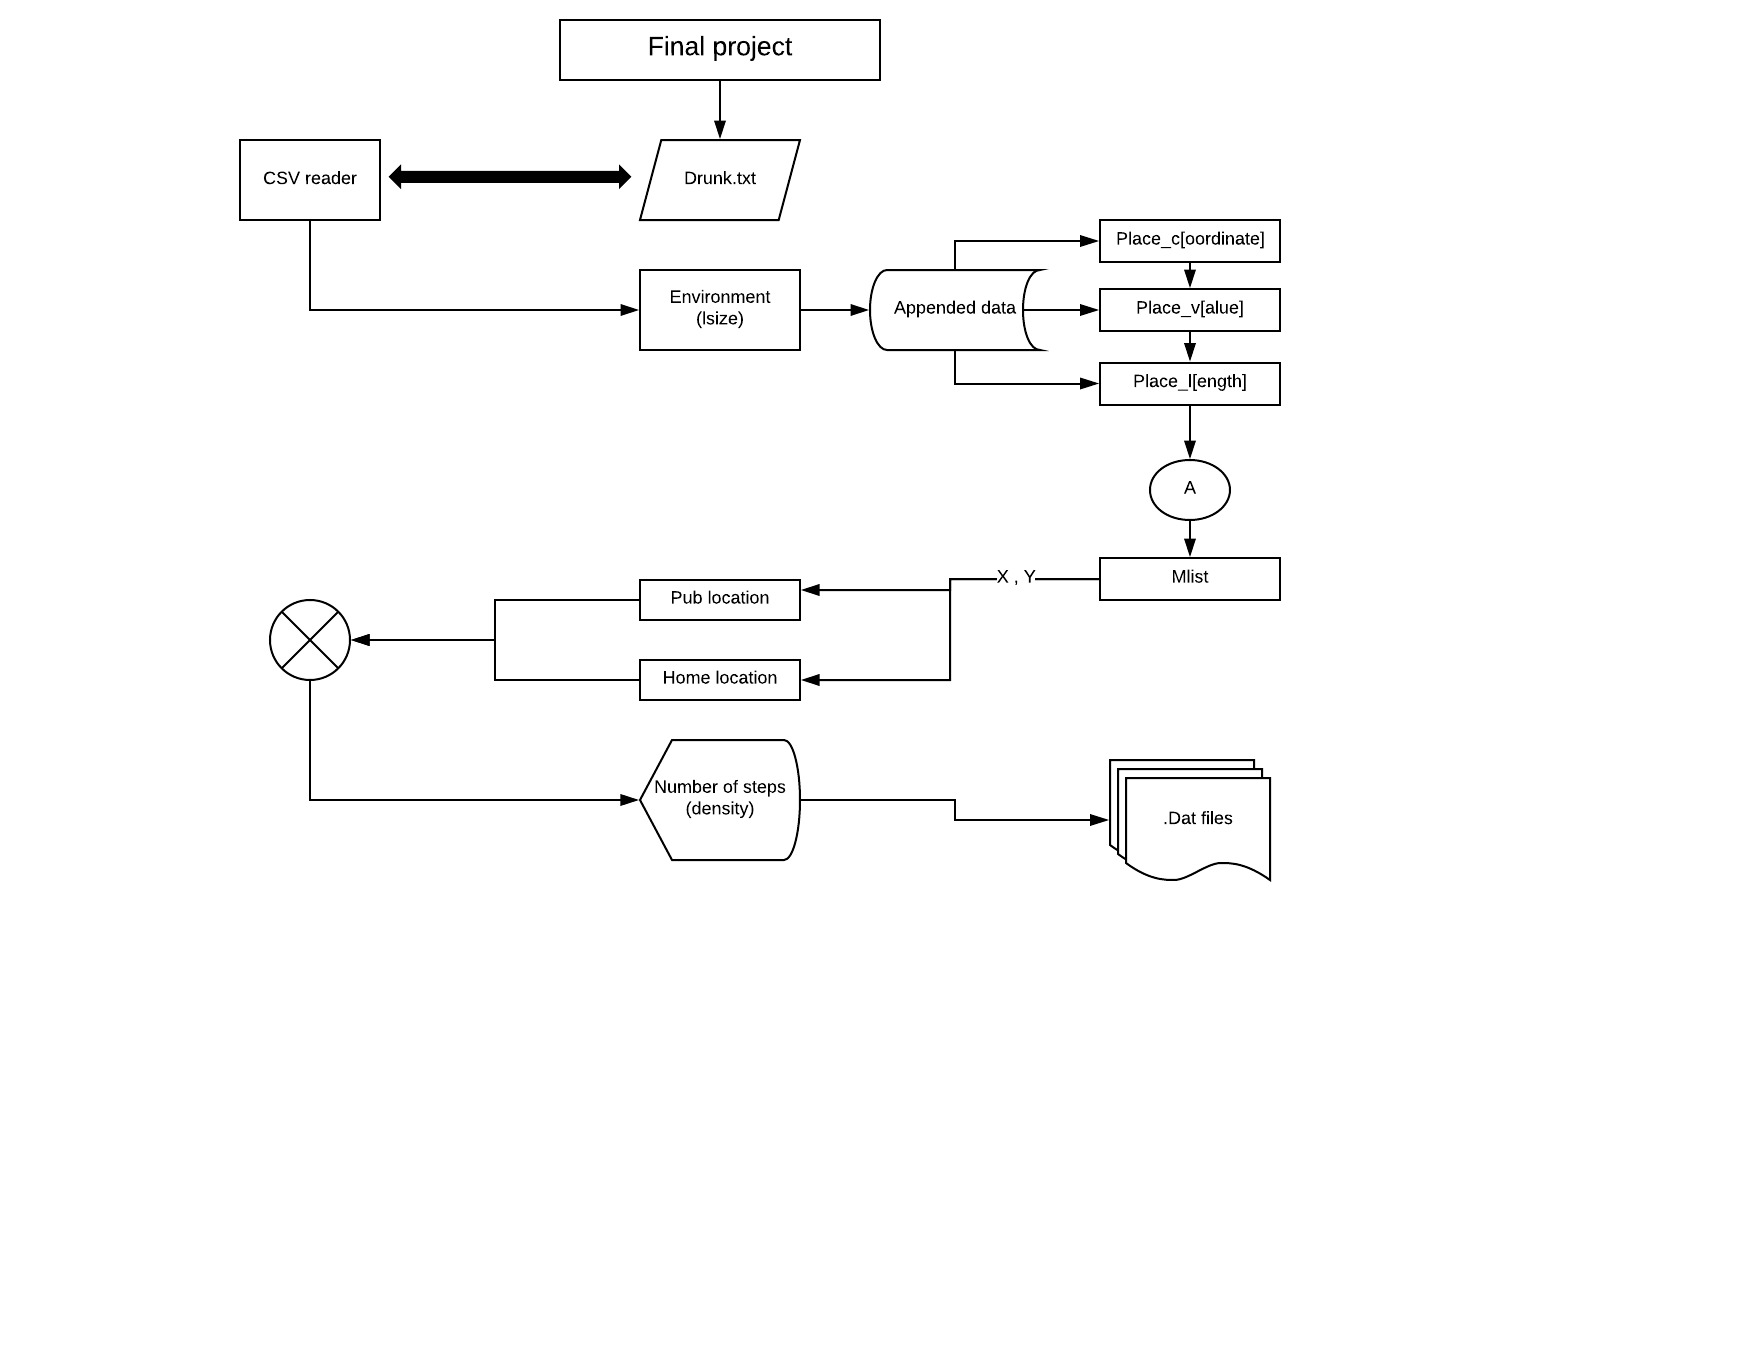 Final project
CSV reader
Drunk.txt
Place_c[oordinate]
Environment
(lsize)
Appended data
Place_v[alue]
Place_l[ength]
A
X , Y
Mlist
Pub location
Home location
Number of steps
(density)
.Dat files